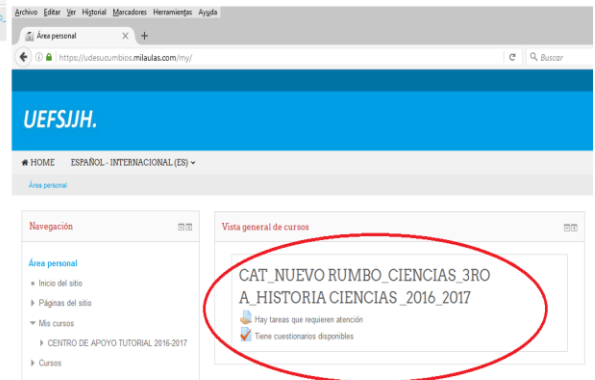 Archivo Editar Ver Historial Marcadores Herramientas Ayuda
Área personal
https://udesucumbios.milaulas.com/my/
Buscar
UEFSJJH.
HOME ESPAÑOL - INTERNACIONAL (ES)
Área personal
Navegación
Área personal
Inicio del sitio
Páginas del sitio
Mis cursos
CENTRO DE APOYO TUTORIAL 2016-2017
Cursos
Vista general de cursos
CAT_NUEVO RUMBO_CIENCIAS_3RO
A_HISTORIA CIENCIAS _2016_2017
Hay tareas que requieren atención
Tiene cuestionarios disponibles